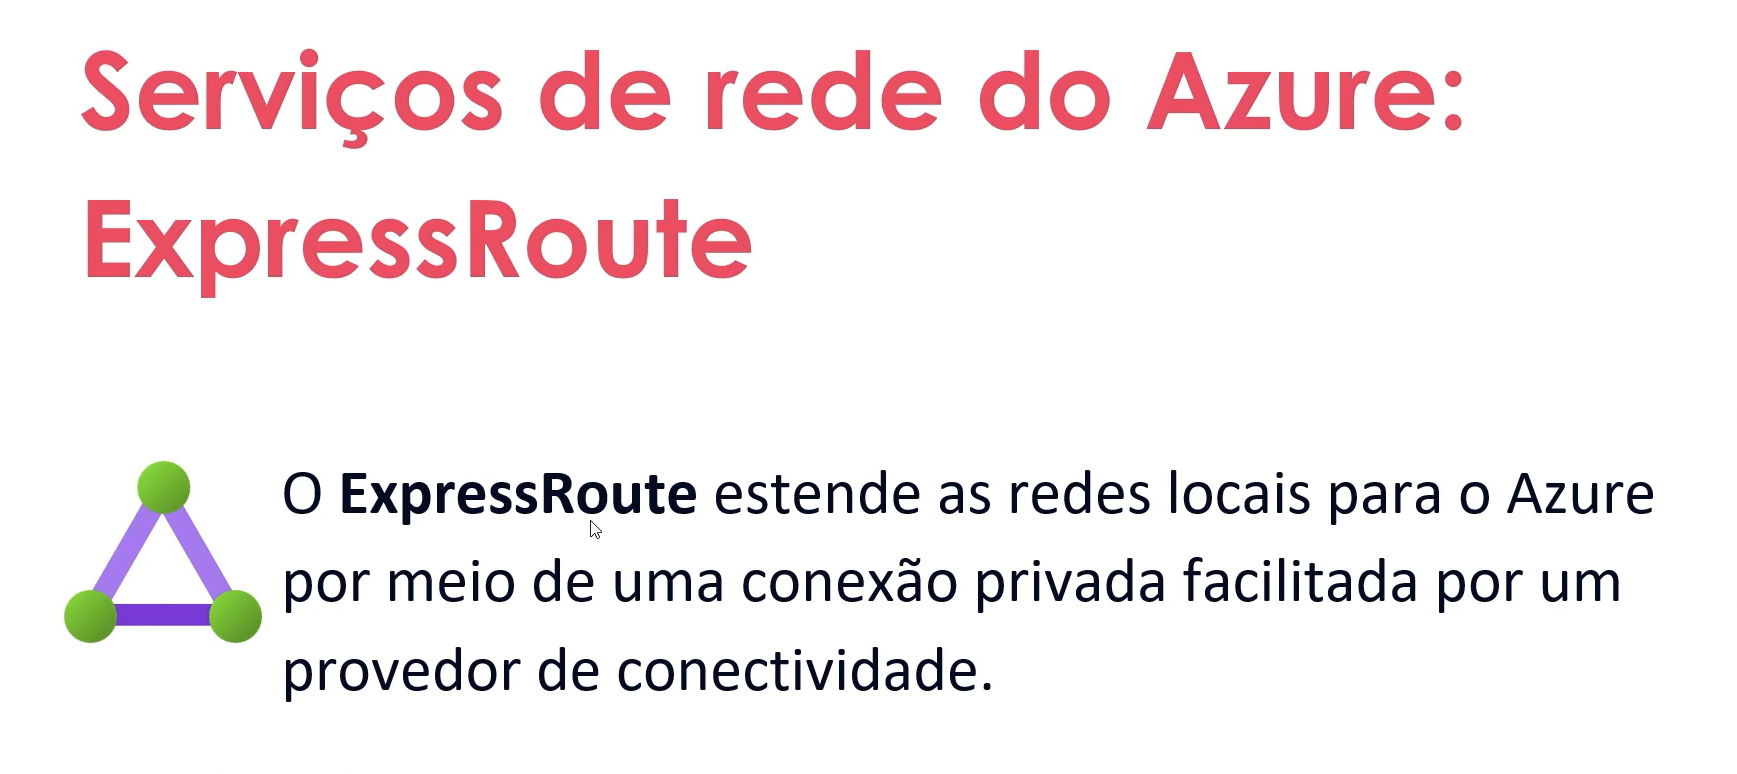 Serviços de rede do Azure:
ExpressRoute
O ExpressRoute estende as redes locais para o Azure
por meio de uma conexão privada facilitada por um
provedor de conectividade.